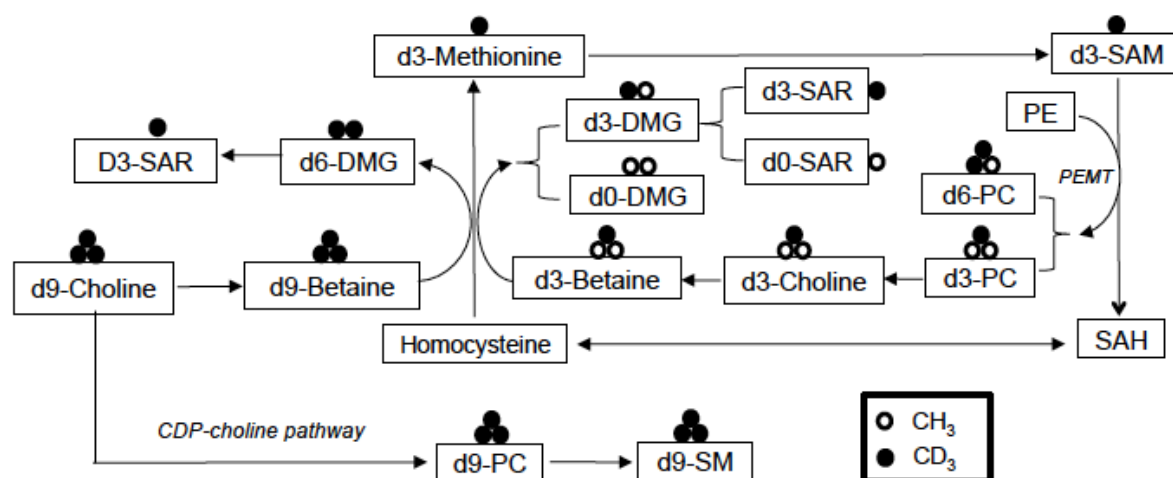 d3-Methionine
d3-SAM
d3-SAR
d3-DMG
PE
D3-SAR
d6-DMG
d0-SAR
PEMT
d0-DMG
d6-PC
d9-Choline
d9-Betaine
d3-Betaine
d3-Choline
d3-PC
Homocysteine
SAH
CDP-choline pathway
CH3
CD3
d9-PC
d9-SM